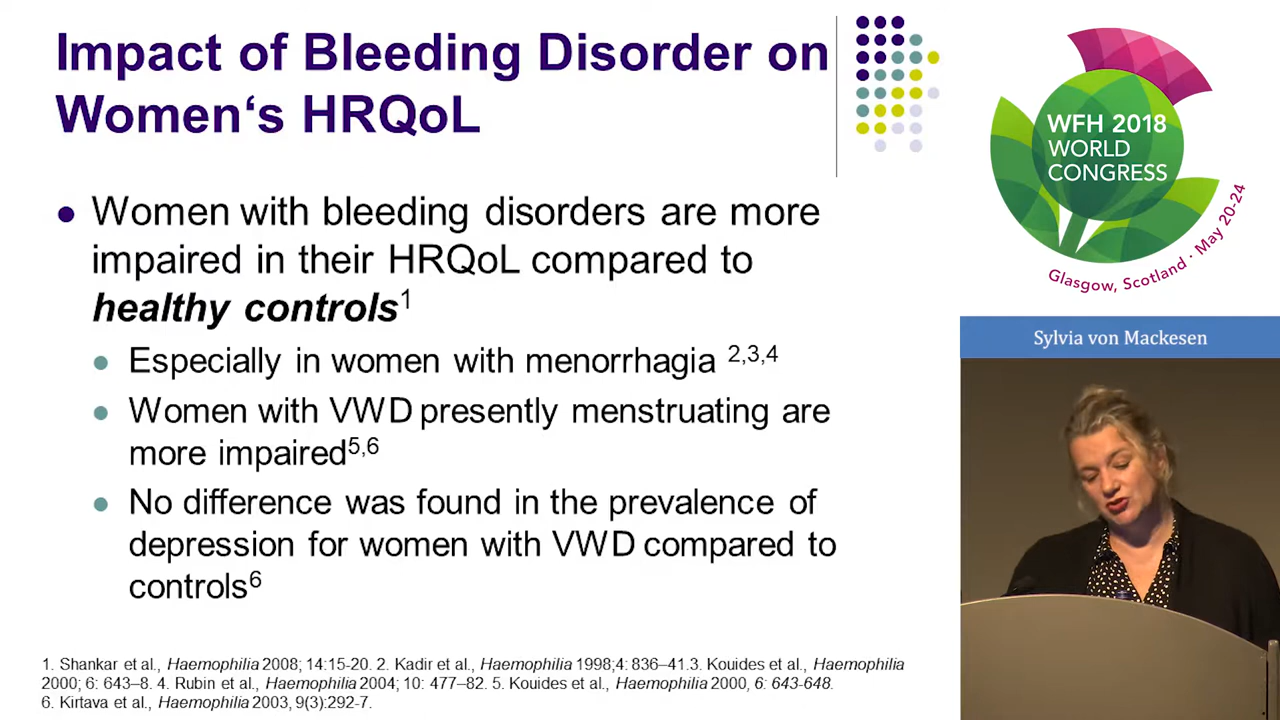 Impact of Bleeding Disorder on
Women‘s HRQoL
● Women with bleeding disorders are more
impaired in their HRQoL compared to
healthy controls1
● Especially in women with menorrhagia 2,3,4
● Women with VWD presently menstruating are
more impaired5,6
● No difference was found in the prevalence of
depression for women with VWD compared to
controls6
1. Shankar et al., Haemophilia 2008; 14:15-20. 2. Kadir et al., Haemophilia 1998;4: 836–41.3. Kouides et al., Haemophilia
2000; 6: 643–8. 4. Rubin et al., Haemophilia 2004; 10: 477–82. 5. Kouides et al., Haemophilia 2000, 6: 643-648.
6. Kirtava et al., Haemophilia 2003, 9(3):292-7.
WFH 2018
WORLD
CONGRESS
Glasgow, Scotland · May 20-24
Sylvia von Mackesen